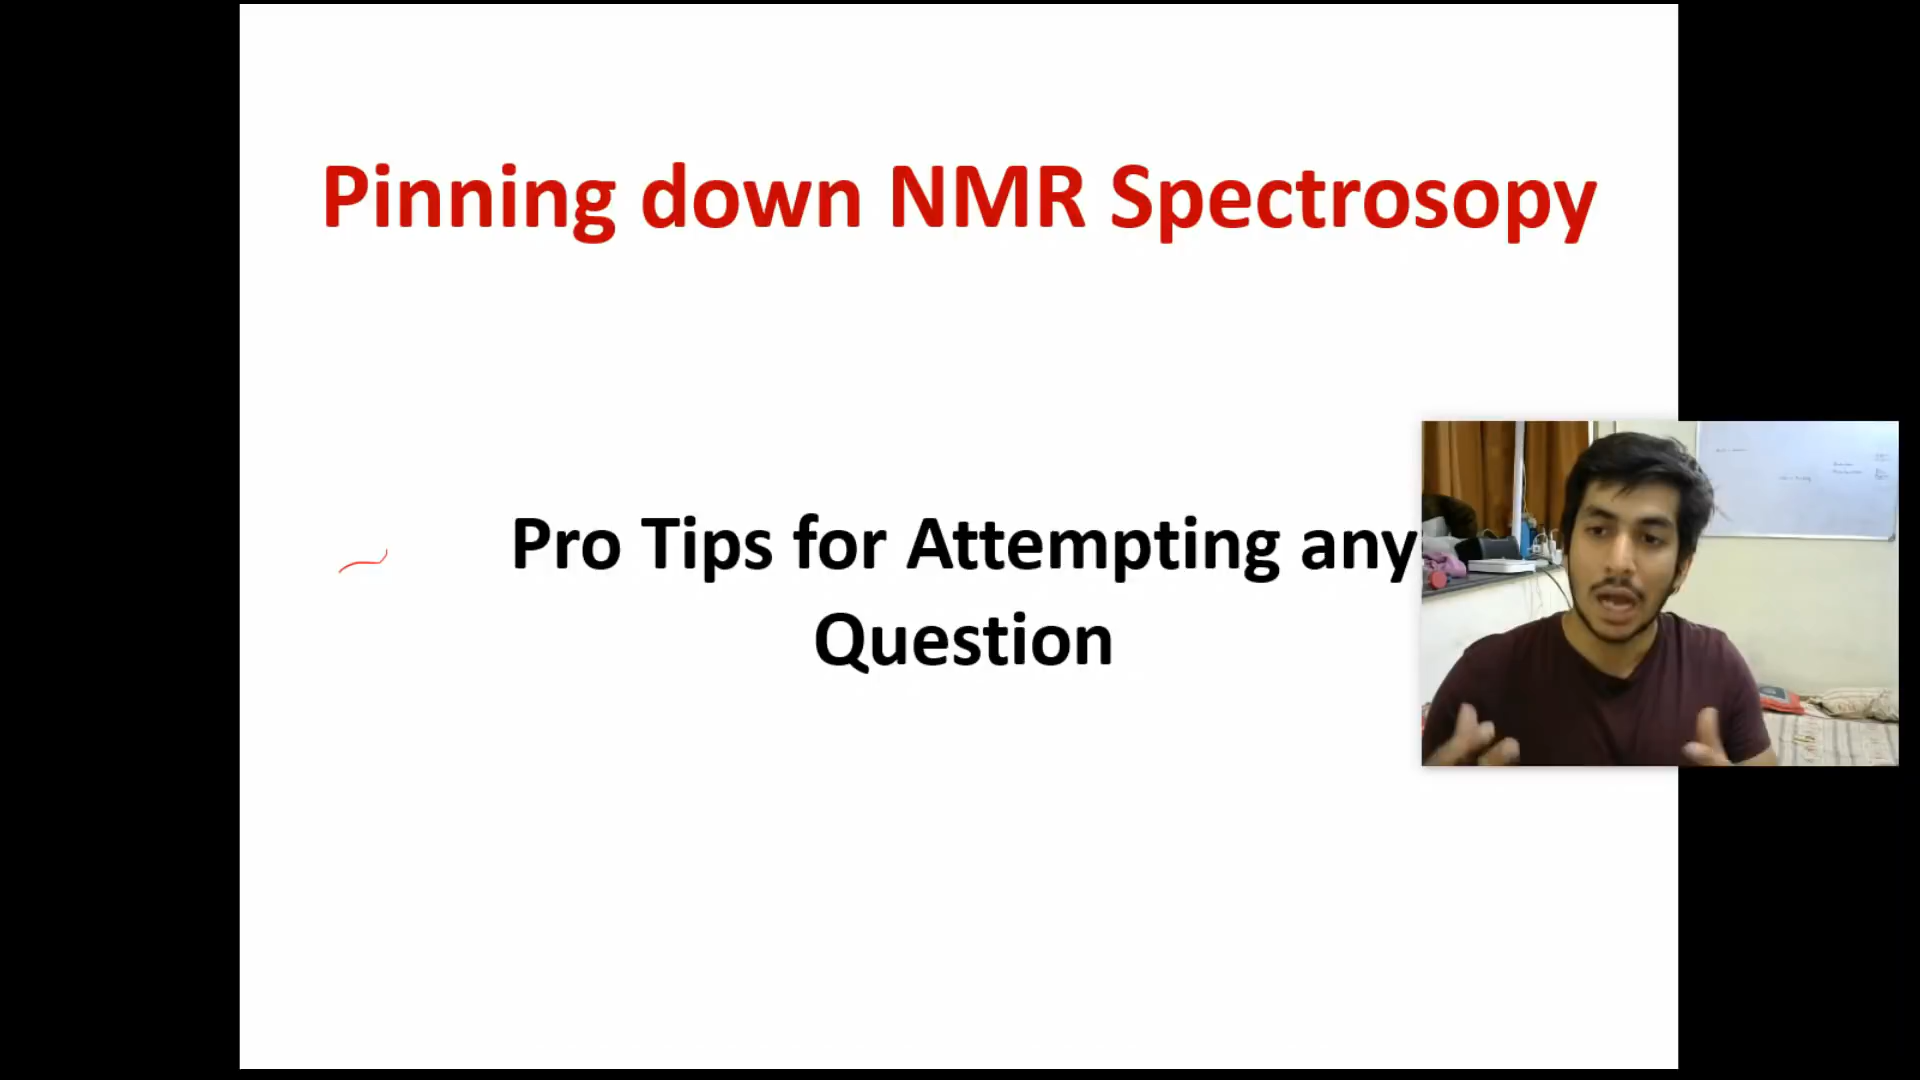 Pinning down NMR Spectrosopy
Pro Tips for Attempting any
Question